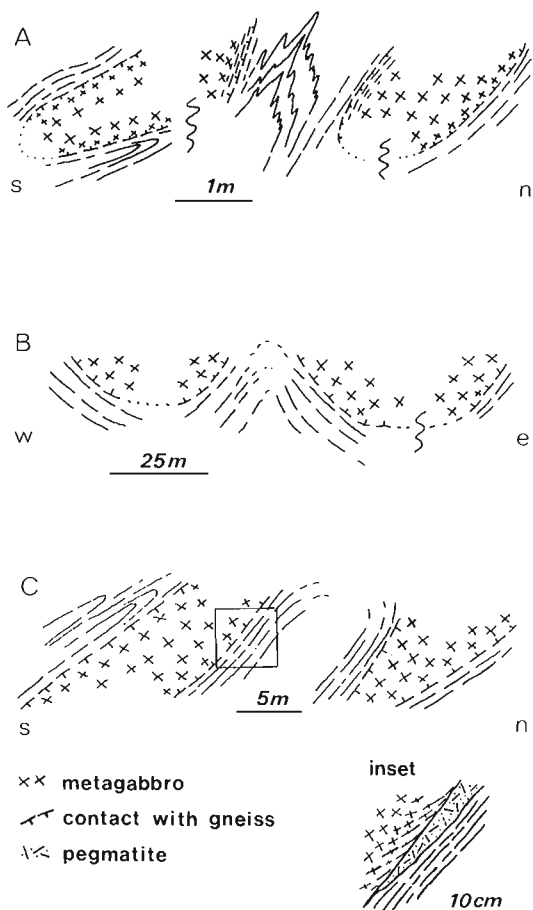 A
s
n
1m
B
w
e
25m
C
s
n
5m
×× metagabbro
contact with gneiss
pegmatite
inset
10cm